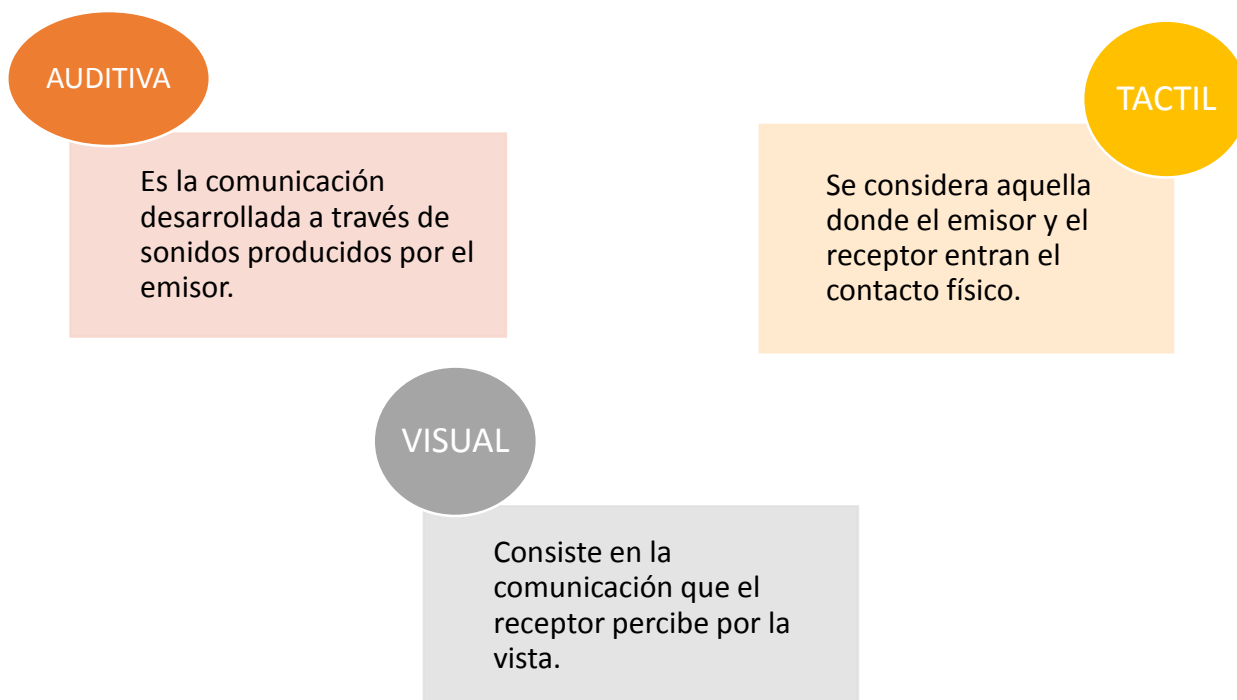 AUDITIVA
Es la comunicación
desarrollada a través de
sonidos producidos por el
emisor.
TACTIL
Se considera aquella
donde el emisor y el
receptor entran el
contacto físico.
VISUAL
Consiste en la
comunicación que el
receptor percibe por la
vista.